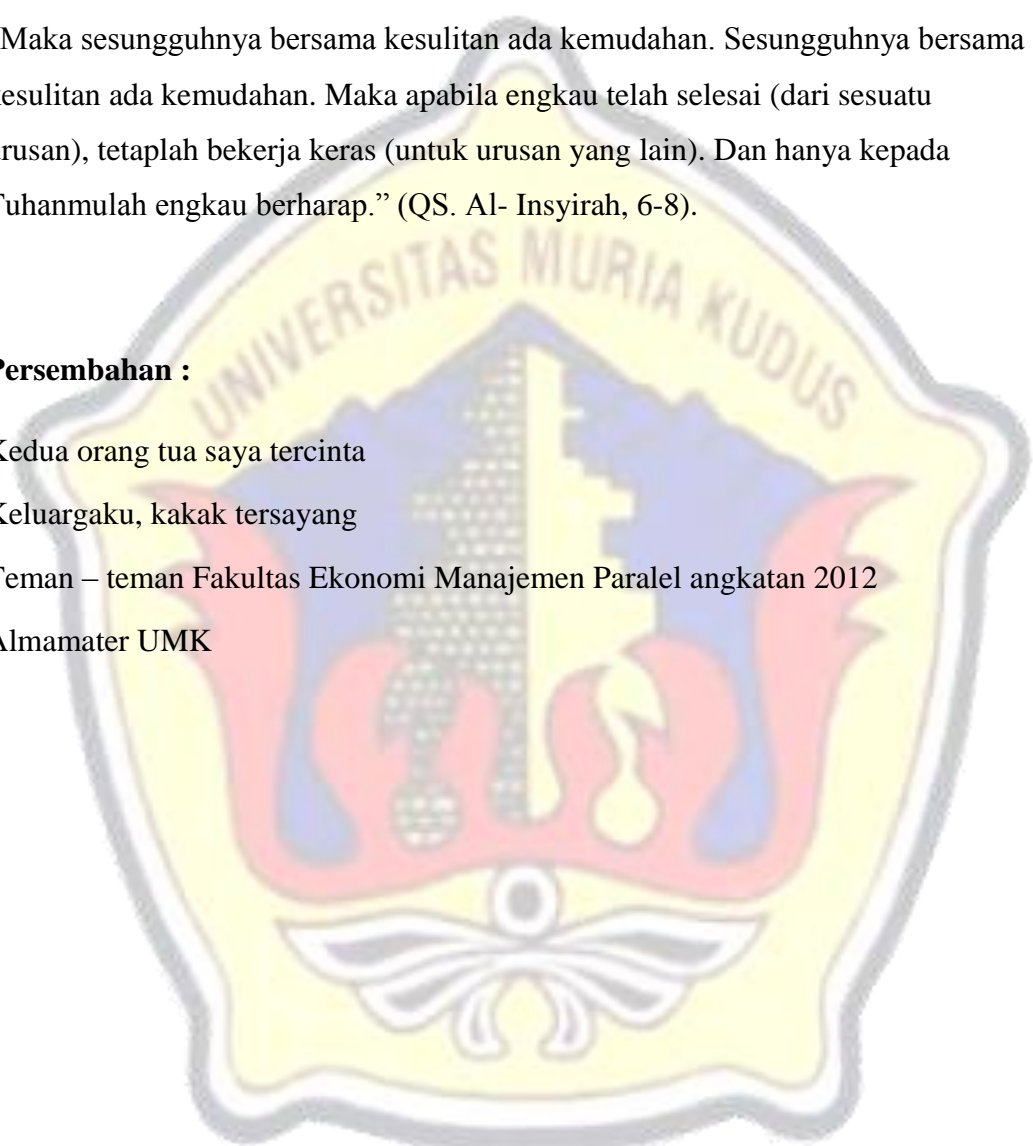 Maka sesungguhnya bersama kesulitan ada kemudahan. Sesungguhnya bersama
kesulitan ada kemudahan. Maka apabila engkau telah selesai (dari sesuatu
urusan), tetaplah bekerja keras (untuk urusan yang lain). Dan hanya kepada
Tuhanmulah engkau berharap.” (QS. Al- Insyirah, 6-8).
UNIVERSITAS MURIA KUDUS
Persembahan :
Kedua orang tua saya tercinta
Keluargaku, kakak tersayang
Teman – teman Fakultas Ekonomi Manajemen Paralel angkatan 2012
Almamater UMK